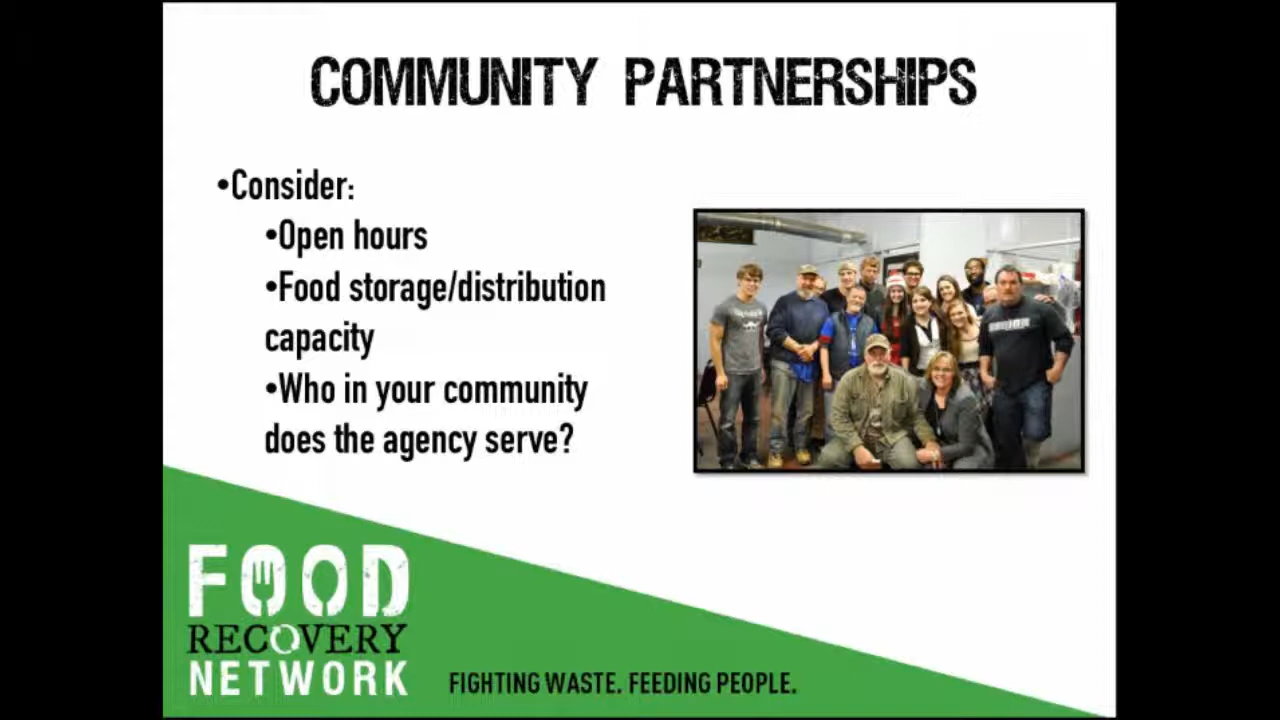 COMMUNITY PARTNERSHIPS
•Consider:
•Open hours
•Food storage/distribution
capacity
•Who in your community
does the agency serve?
FOOD
RECOVERY
NETWORK
FIGHTING WASTE. FEEDING PEOPLE.